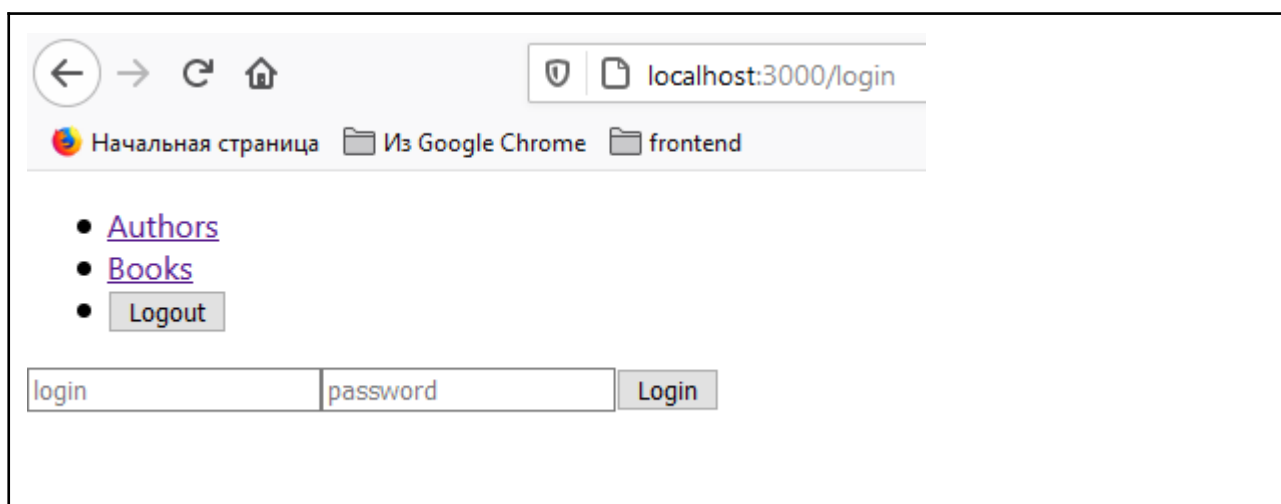 localhost:3000/login
Начальная страница Из Google Chrome frontend
Authors
Books
Logout
login password Login